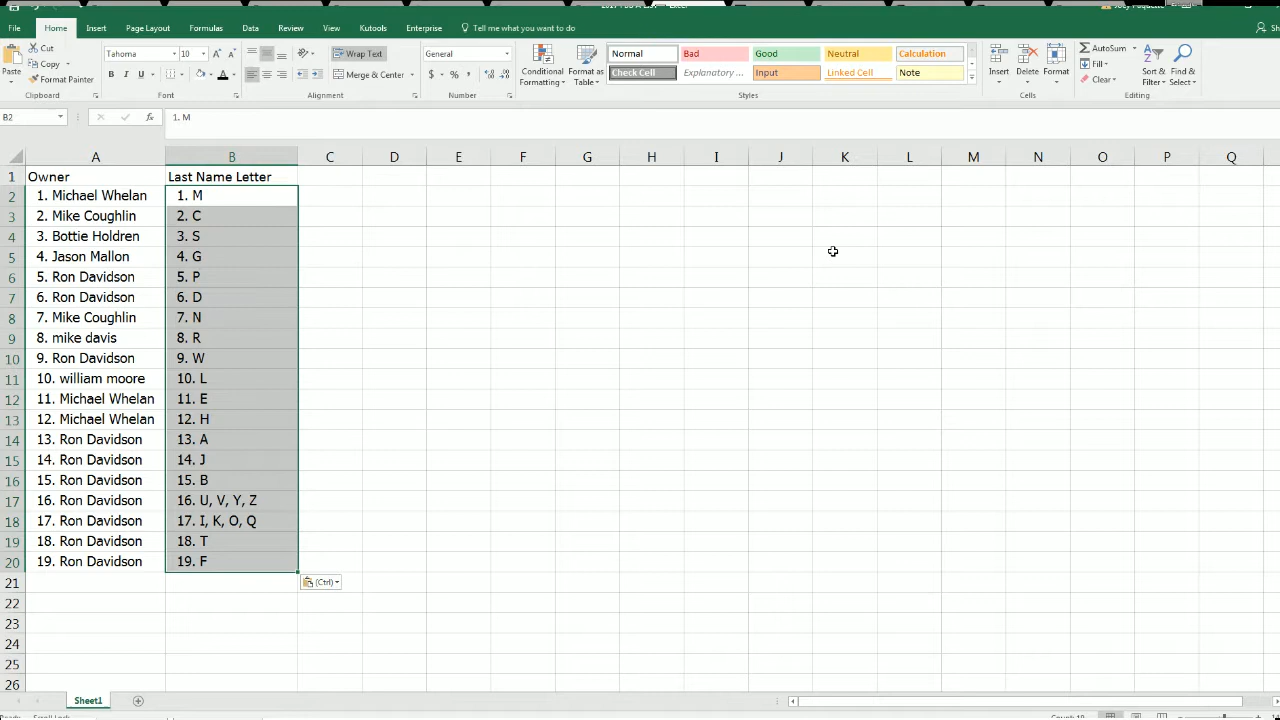 File Home Insert Page Layout Formulas Data Review View Kutools Enterprise Tell me what you want to do
Cut
Copy
Format Painter
Paste
Clipboard
Tahoma 10
B I U
Font
Wrap Text
Merge & Center
Alignment
General
$ % ,
Number
Conditional Formatting
Format as Table
Normal Bad Good Neutral Calculation
Check Cell Explanatory ... Input Linked Cell Note
Styles
Insert Delete Format
Cells
AutoSum
Fill
Clear
Sort & Filter
Find & Select
Editing
B2 fx 1. M
A B C D E F G H I J K L M N O P Q
1 Owner Last Name Letter
2 1. Michael Whelan 1. M
3 2. Mike Coughlin 2. C
4 3. Bottie Holdren 3. S
5 4. Jason Mallon 4. G
6 5. Ron Davidson 5. P
7 6. Ron Davidson 6. D
8 7. Mike Coughlin 7. N
9 8. mike davis 8. R
10 9. Ron Davidson 9. W
11 10. william moore 10. L
12 11. Michael Whelan 11. E
13 12. Michael Whelan 12. H
14 13. Ron Davidson 13. A
15 14. Ron Davidson 14. J
16 15. Ron Davidson 15. B
17 16. Ron Davidson 16. U, V, Y, Z
18 17. Ron Davidson 17. I, K, O, Q
19 18. Ron Davidson 18. T
20 19. Ron Davidson 19. F
21 (Ctrl)
22
23
24
25
26
Sheet1